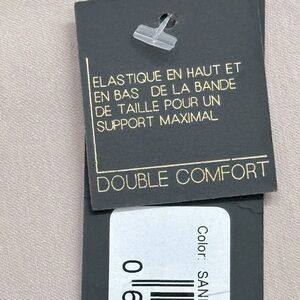 ELASTIQUE EN HAUT ET
EN BAS DE LA BANDE
DE TAILLE POUR UN
SUPPORT MAXIMAL
DOUBLE COMFORT
Color: SAN
0